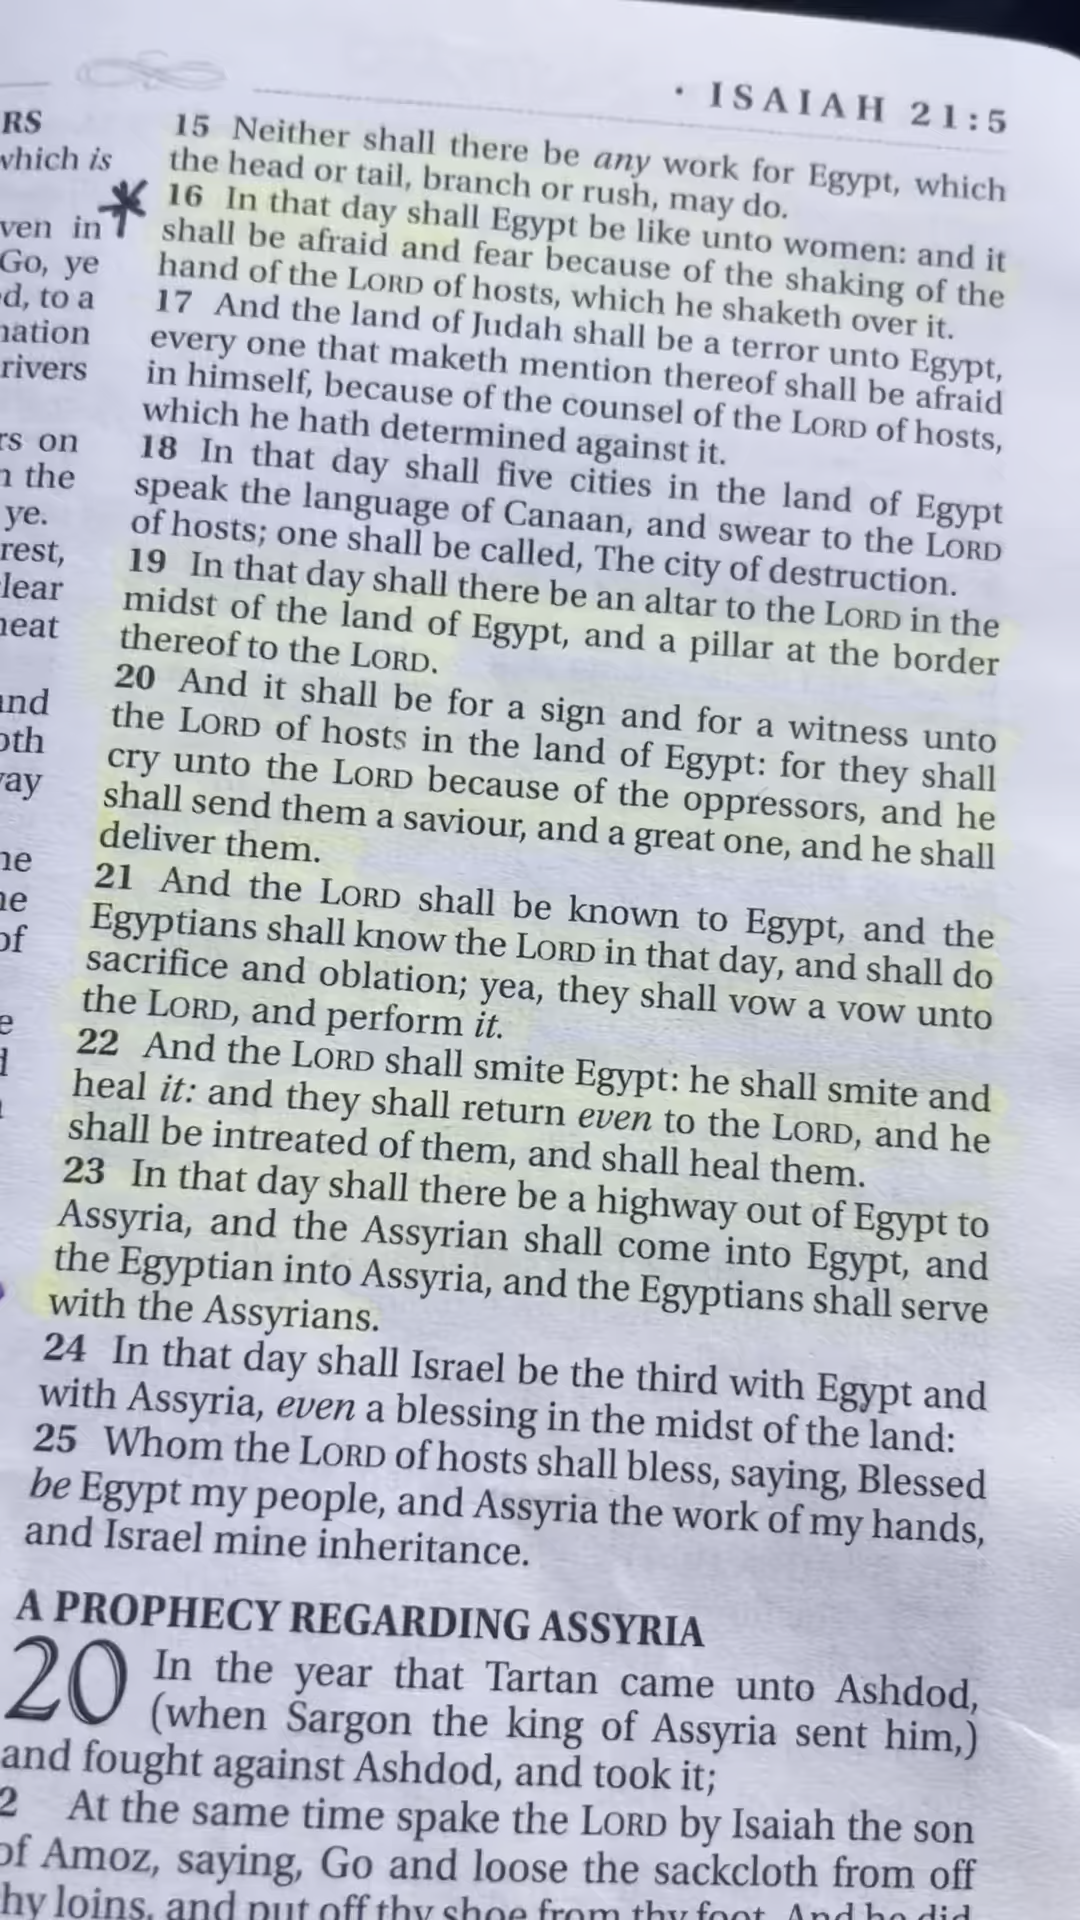 · ISAIAH 21:5
RS
which is
ven in
Go, ye
d, to a
nation
rivers
rs on
n the
ye.
rest,
lear
heat
and
oth
way
he
he
of
e
d
15 Neither shall there be any work for Egypt, which
the head or tail, branch or rush, may do.
16 In that day shall Egypt be like unto women: and it
shall be afraid and fear because of the shaking of the
hand of the LORD of hosts, which he shaketh over it.
17 And the land of Judah shall be a terror unto Egypt,
every one that maketh mention thereof shall be afraid
in himself, because of the counsel of the LORD of hosts,
which he hath determined against it.
18 In that day shall five cities in the land of Egypt
speak the language of Canaan, and swear to the LORD
of hosts; one shall be called, The city of destruction.
19 In that day shall there be an altar to the LORD in the
midst of the land of Egypt, and a pillar at the border
thereof to the LORD.
20 And it shall be for a sign and for a witness unto
the LORD of hosts in the land of Egypt: for they shall
cry unto the LORD because of the oppressors, and he
shall send them a saviour, and a great one, and he shall
deliver them.
21 And the LORD shall be known to Egypt, and the
Egyptians shall know the LORD in that day, and shall do
sacrifice and oblation; yea, they shall vow a vow unto
the LORD, and perform it.
22 And the LORD shall smite Egypt: he shall smite and
heal it: and they shall return even to the LORD, and he
shall be intreated of them, and shall heal them.
23 In that day shall there be a highway out of Egypt to
Assyria, and the Assyrian shall come into Egypt, and
the Egyptian into Assyria, and the Egyptians shall serve
with the Assyrians.
24 In that day shall Israel be the third with Egypt and
with Assyria, even a blessing in the midst of the land:
25 Whom the LORD of hosts shall bless, saying, Blessed
be Egypt my people, and Assyria the work of my hands,
and Israel mine inheritance.
A PROPHECY REGARDING ASSYRIA
20 In the year that Tartan came unto Ashdod,
(when Sargon the king of Assyria sent him,)
and fought against Ashdod, and took it;
2 At the same time spake the LORD by Isaiah the son
of Amoz, saying, Go and loose the sackcloth from off
hy loins, and put off thy shoe from thy foot. And he did